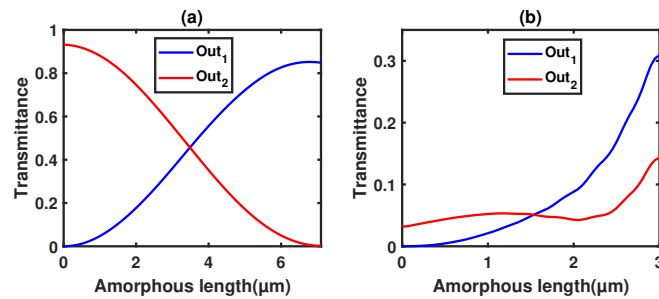 (a)
1
0.8
0.6
0.4
0.2
0
0 2 4 6
Transmittance
Amorphous length(μm)
Out1
Out2
(b)
0.3
0.2
0.1
0
0 1 2 3
Transmittance
Amorphous length(μm)
Out1
Out2